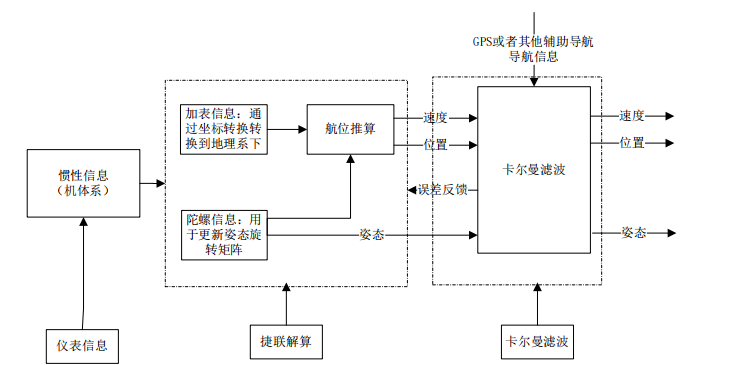 GPS或者其他辅助导航
导航信息
加表信息：通
过坐标转换转
换到地理系下
航位推算
速度
位置
速度
位置
惯性信息
（机体系）
卡尔曼滤波
误差反馈
陀螺信息：用
于更新姿态旋
转矩阵
姿态
姿态
仪表信息
捷联解算
卡尔曼滤波